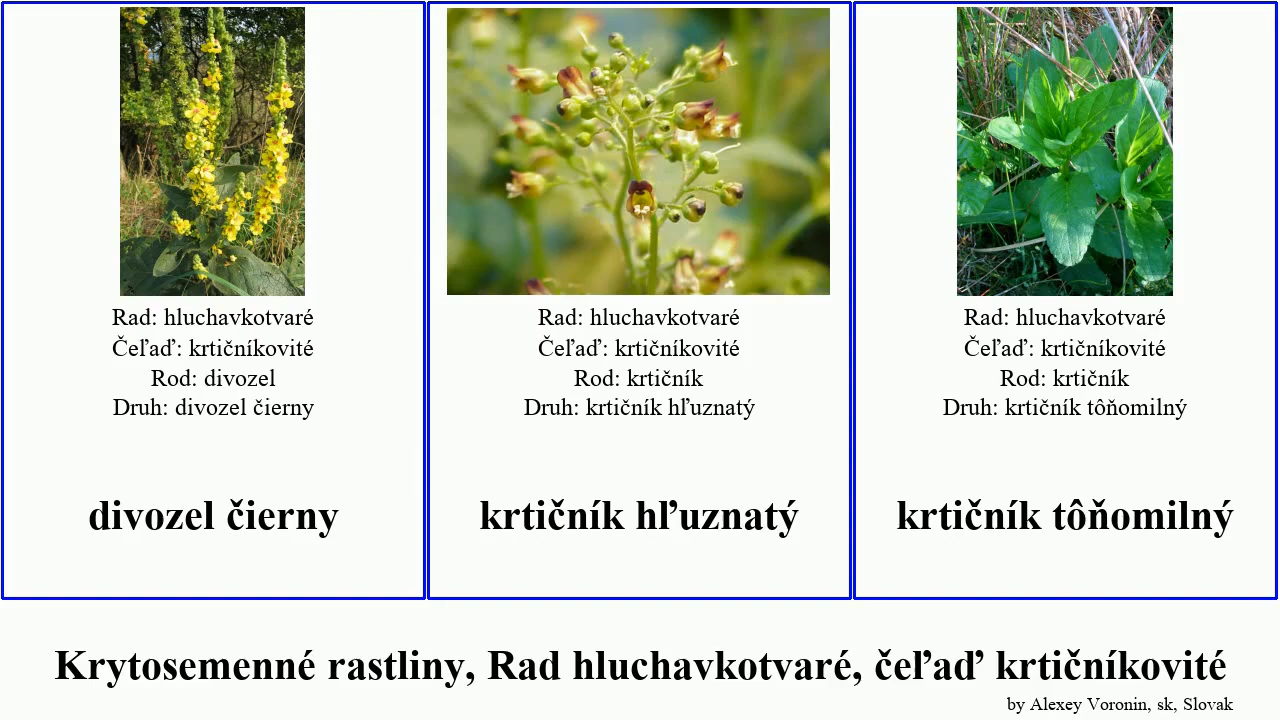 Rad: hluchavkotvaré
Čeľaď: krtičníkovité
Rod: divozel
Druh: divozel čierny
divozel čierny
Rad: hluchavkotvaré
Čeľaď: krtičníkovité
Rod: krtičník
Druh: krtičník hľuznatý
krtičník hľuznatý
Rad: hluchavkotvaré
Čeľaď: krtičníkovité
Rod: krtičník
Druh: krtičník tôňomilný
krtičník tôňomilný
Krytosemenné rastliny, Rad hluchavkotvaré, čeľaď krtičníkovité
by Alexey Voronin, sk, Slovak